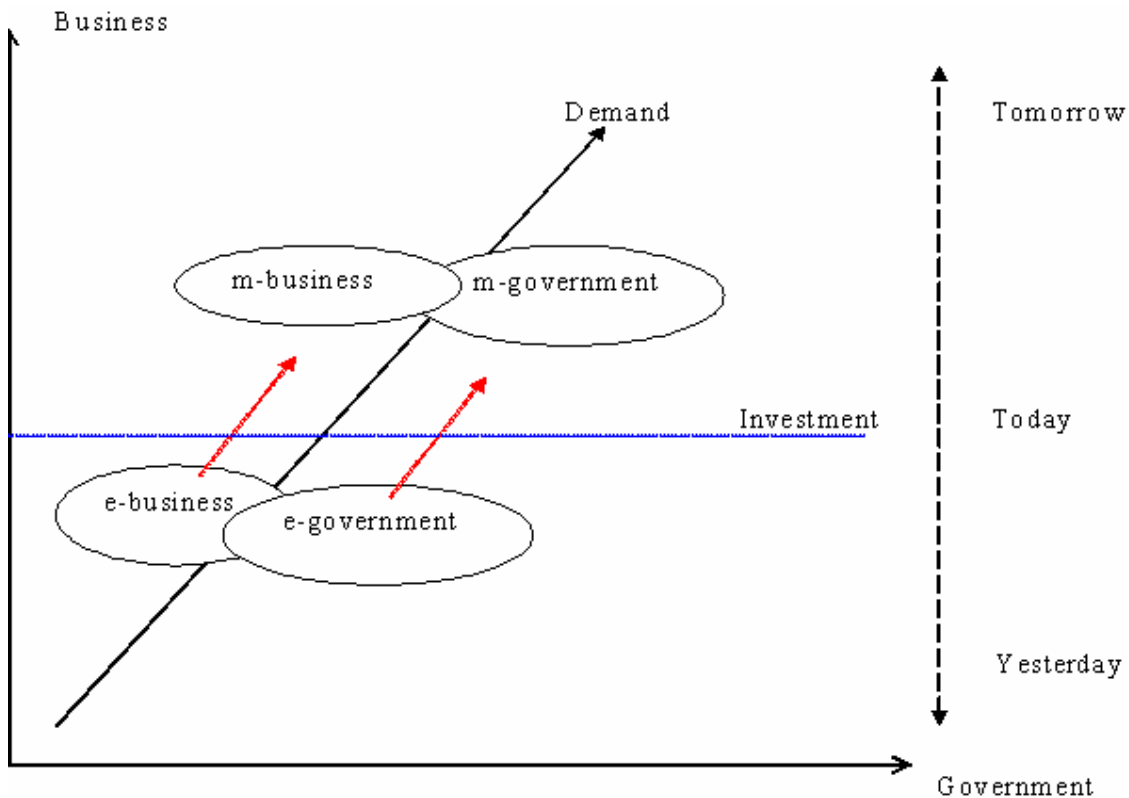 Business
Demand
Tomorrow
m-business
m-government
Investment
Today
e-business
e-government
Yesterday
Government